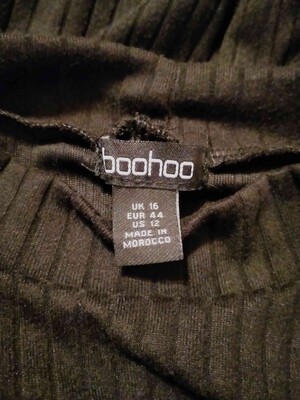 boohoo
UK 16
EUR 44
US 12
MADE IN
MOROCCO